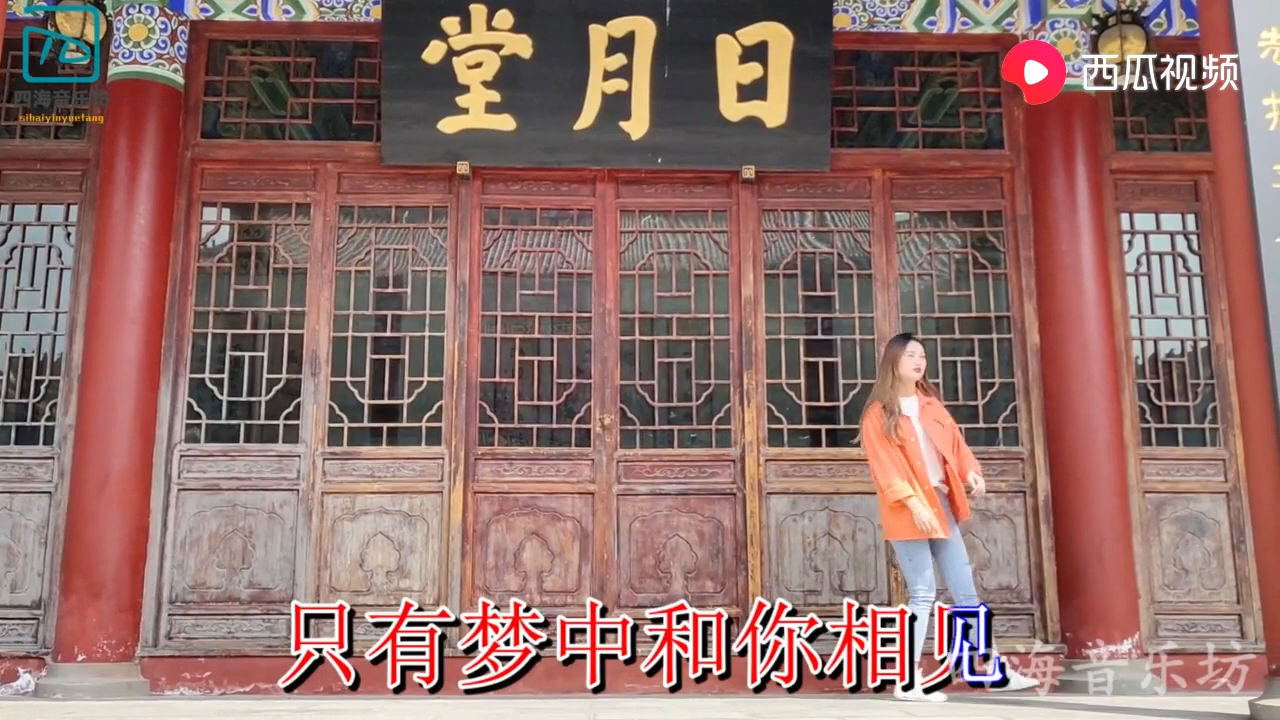 堂月日
西瓜视频
四海音乐坊
sihaiyinyuefang
只有梦中和你相见
四海音乐坊